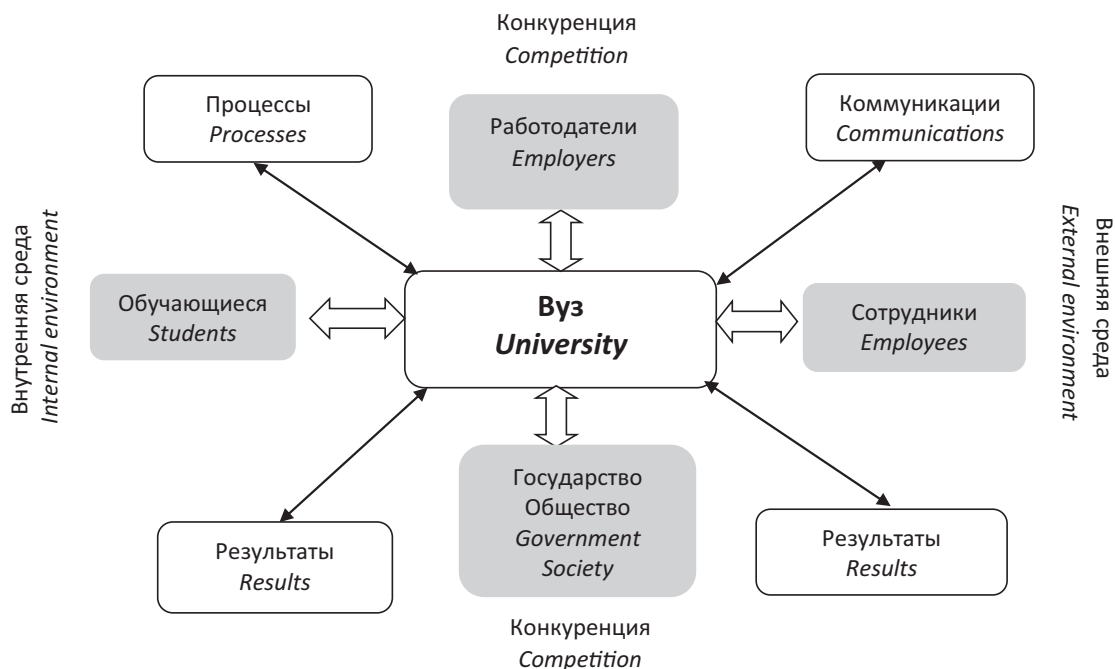 Конкуренция
Competition
Процессы
Processes
Работодатели
Employers
Коммуникации
Communications
Внутренняя среда
Internal environment
Обучающиеся
Students
Вуз
University
Сотрудники
Employees
Внешняя среда
External environment
Государство
Общество
Government
Society
Результаты
Results
Результаты
Results
Конкуренция
Competition